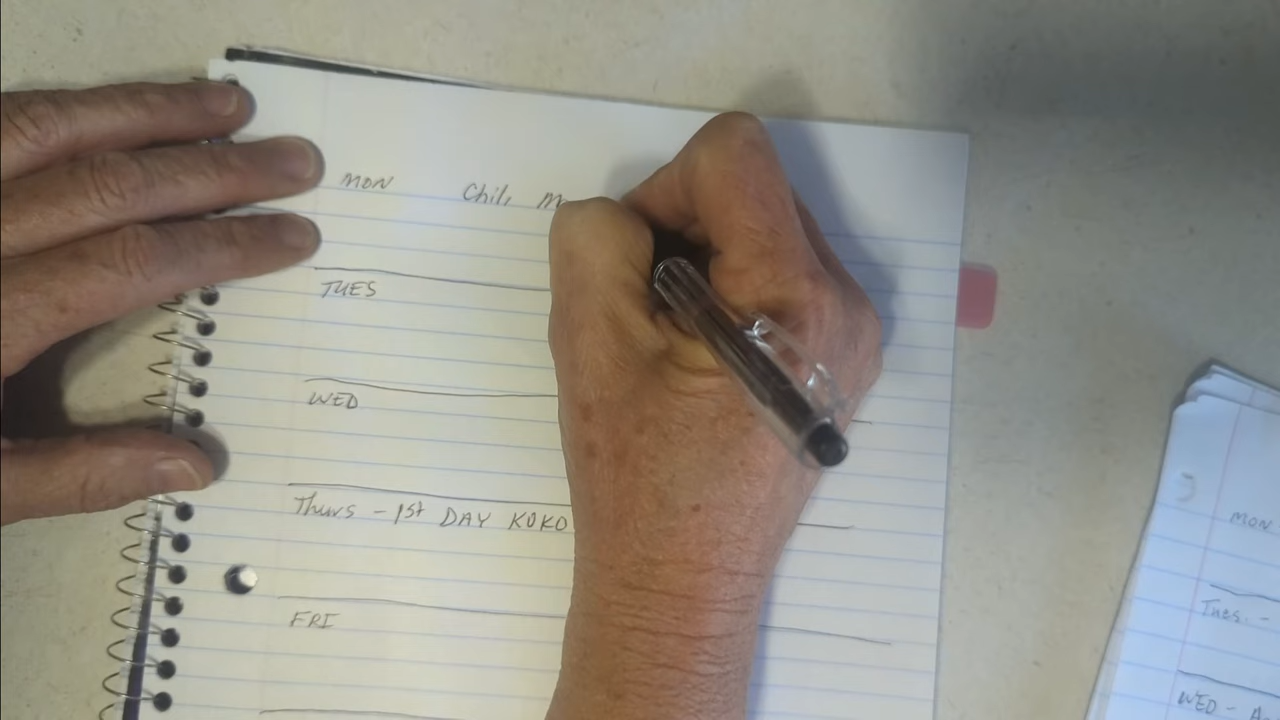 MON Chili
TUES
WED
Thurs - 1st DAY KOKO
FRI
MON
Tues. -
WED -